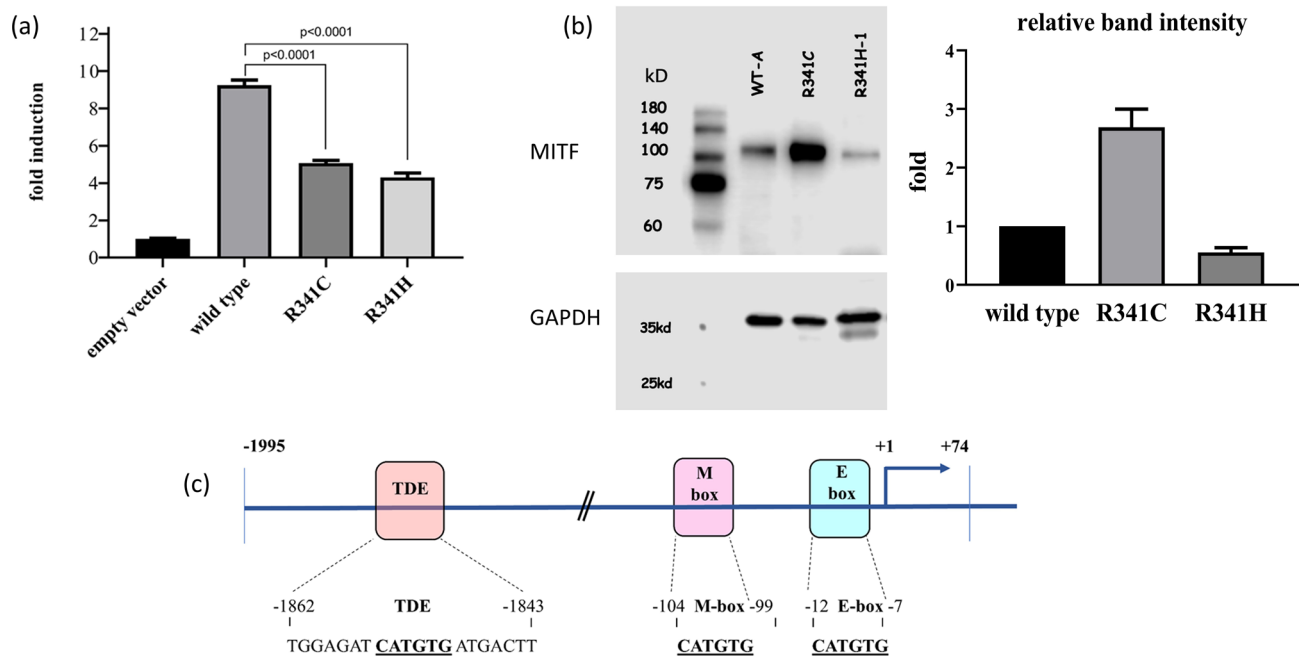 (a)
12
10
8
6
4
2
0
fold induction
p<0.0001
p<0.0001
empty vector
wild type
R341C
R341H
(b)
kD
WT-A
R341C
R341H-1
180
140
100
75
60
MITF
GAPDH
35kd
25kd
relative band intensity
4
3
2
1
0
fold
wild type R341C R341H
(c)
-1995
+1
+74
TDE
M
box
E
box
-1862 TDE -1843
-104 M-box -99
-12 E-box -7
TGGAGAT CATGTG ATGACTT
CATGTG
CATGTG